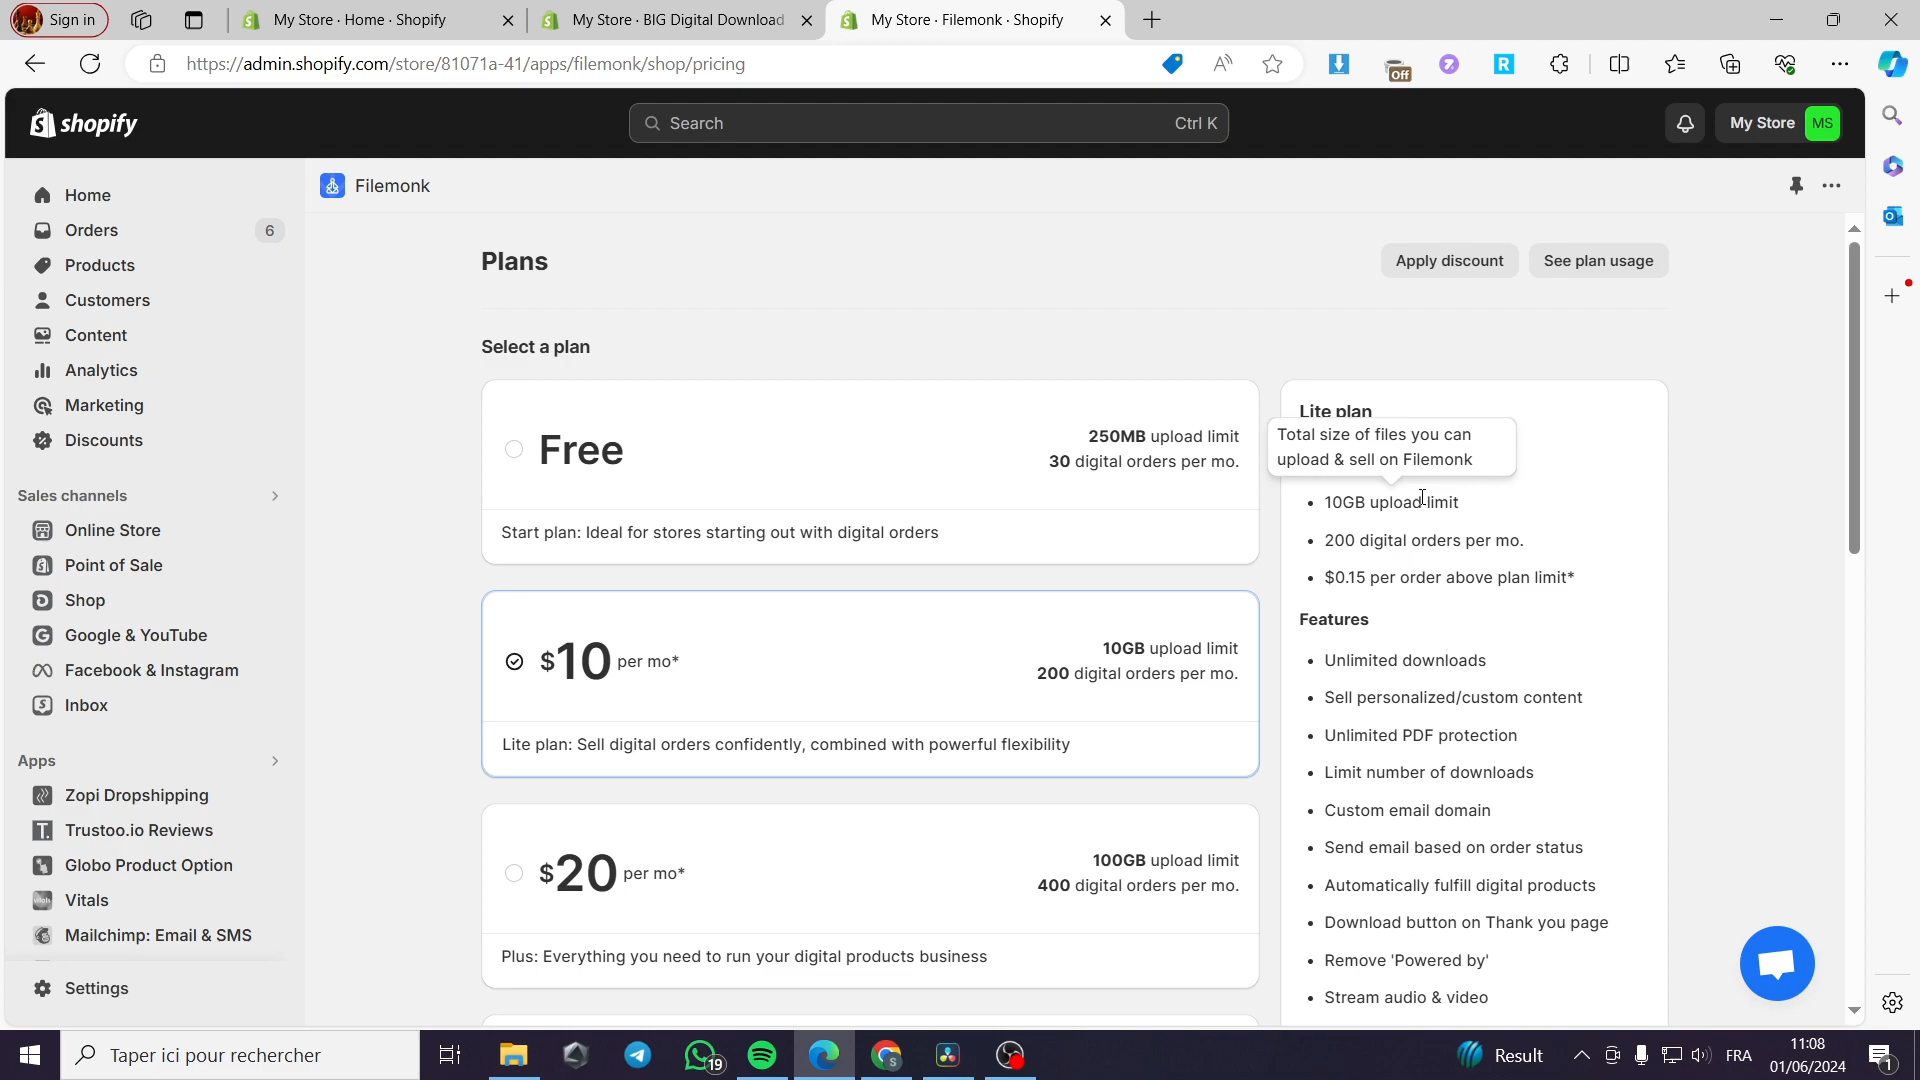 Sign in
My Store · Home · Shopify
My Store · BIG Digital Download
My Store · Filemonk · Shopify
https://admin.shopify.com/store/81071a-41/apps/filemonk/shop/pricing
Off
shopify
Search
Ctrl K
My Store
MS
Home
Orders
6
Products
Customers
Content
Analytics
Marketing
Discounts
Sales channels
Online Store
Point of Sale
Shop
Google & YouTube
Facebook & Instagram
Inbox
Apps
Zopi Dropshipping
Trustoo.io Reviews
Globo Product Option
Vitals
Mailchimp: Email & SMS
Settings
Filemonk
Plans
Apply discount
See plan usage
Select a plan
Free
250MB upload limit
30 digital orders per mo.
Start plan: Ideal for stores starting out with digital orders
$10 per mo*
10GB upload limit
200 digital orders per mo.
Lite plan: Sell digital orders confidently, combined with powerful flexibility
$20 per mo*
100GB upload limit
400 digital orders per mo.
Plus: Everything you need to run your digital products business
Lite plan
Total size of files you can
upload & sell on Filemonk
• 10GB upload limit
• 200 digital orders per mo.
• $0.15 per order above plan limit*
Features
• Unlimited downloads
• Sell personalized/custom content
• Unlimited PDF protection
• Limit number of downloads
• Custom email domain
• Send email based on order status
• Automatically fulfill digital products
• Download button on Thank you page
• Remove 'Powered by'
• Stream audio & video
Taper ici pour rechercher
19
Result
FRA
11:08
01/06/2024
1